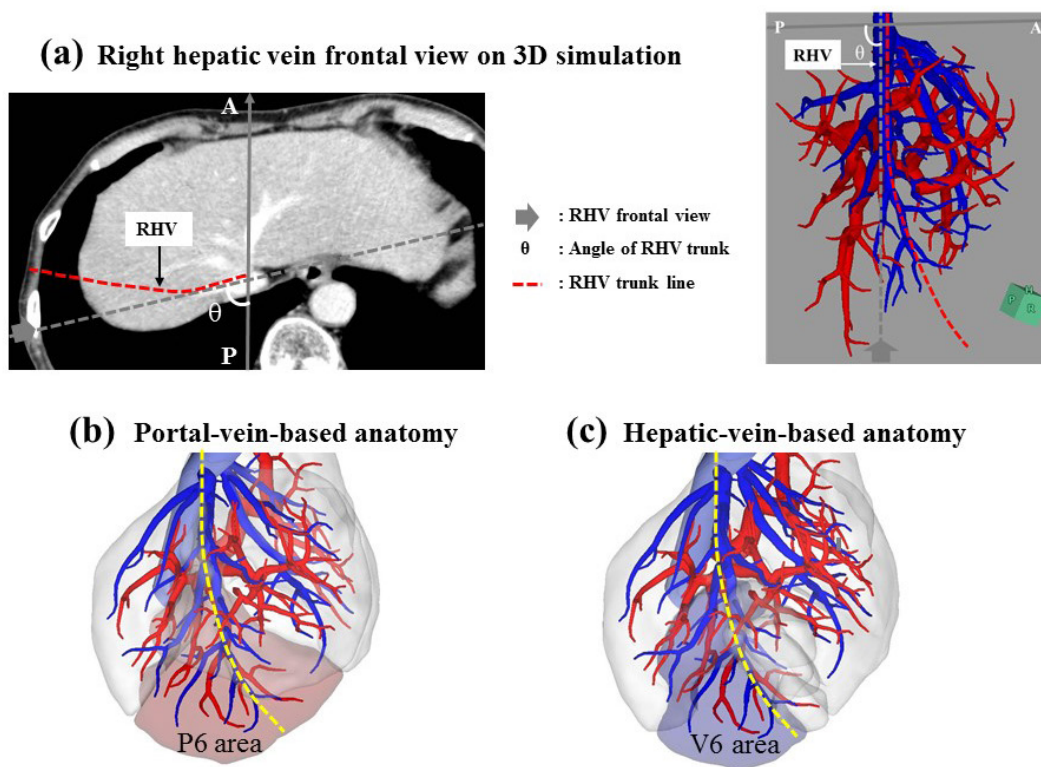 (a) Right hepatic vein frontal view on 3D simulation
A
RHV
θ
P
: RHV frontal view
θ : Angle of RHV trunk
: RHV trunk line
P
A
RHV
θ
H
P
R
(b) Portal-vein-based anatomy
P6 area
(c) Hepatic-vein-based anatomy
V6 area